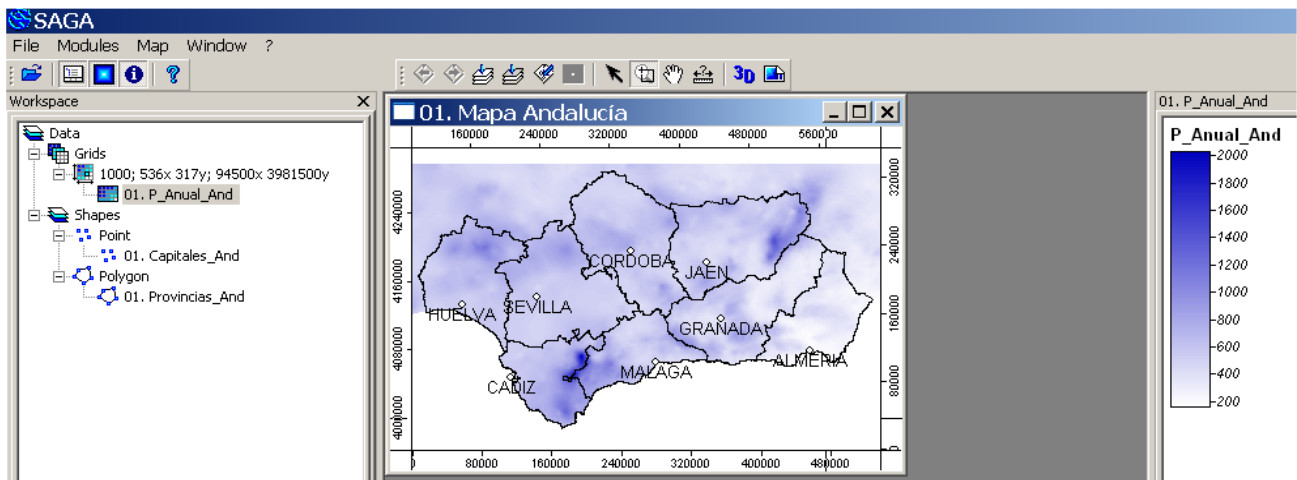 SAGA
File Modules Map Window ?
3D
Workspace
Data
Grids
1000; 536x 317y; 94500x 3981500y
01. P_Anual_And
Shapes
Point
01. Capitales_And
Polygon
01. Provincias_And
01. Mapa Andalucía
160000 240000 320000 400000 480000 560000
320000
240000
160000
80000
0
4240000
4160000
4080000
4000000
CORDOBA
JAEN
HUELVA
SEVILLA
GRANADA
ALMERIA
MALAGA
CADIZ
0 80000 160000 240000 320000 400000 480000
01. P_Anual_And
P_Anual_And
2000
1800
1600
1400
1200
1000
800
600
400
200